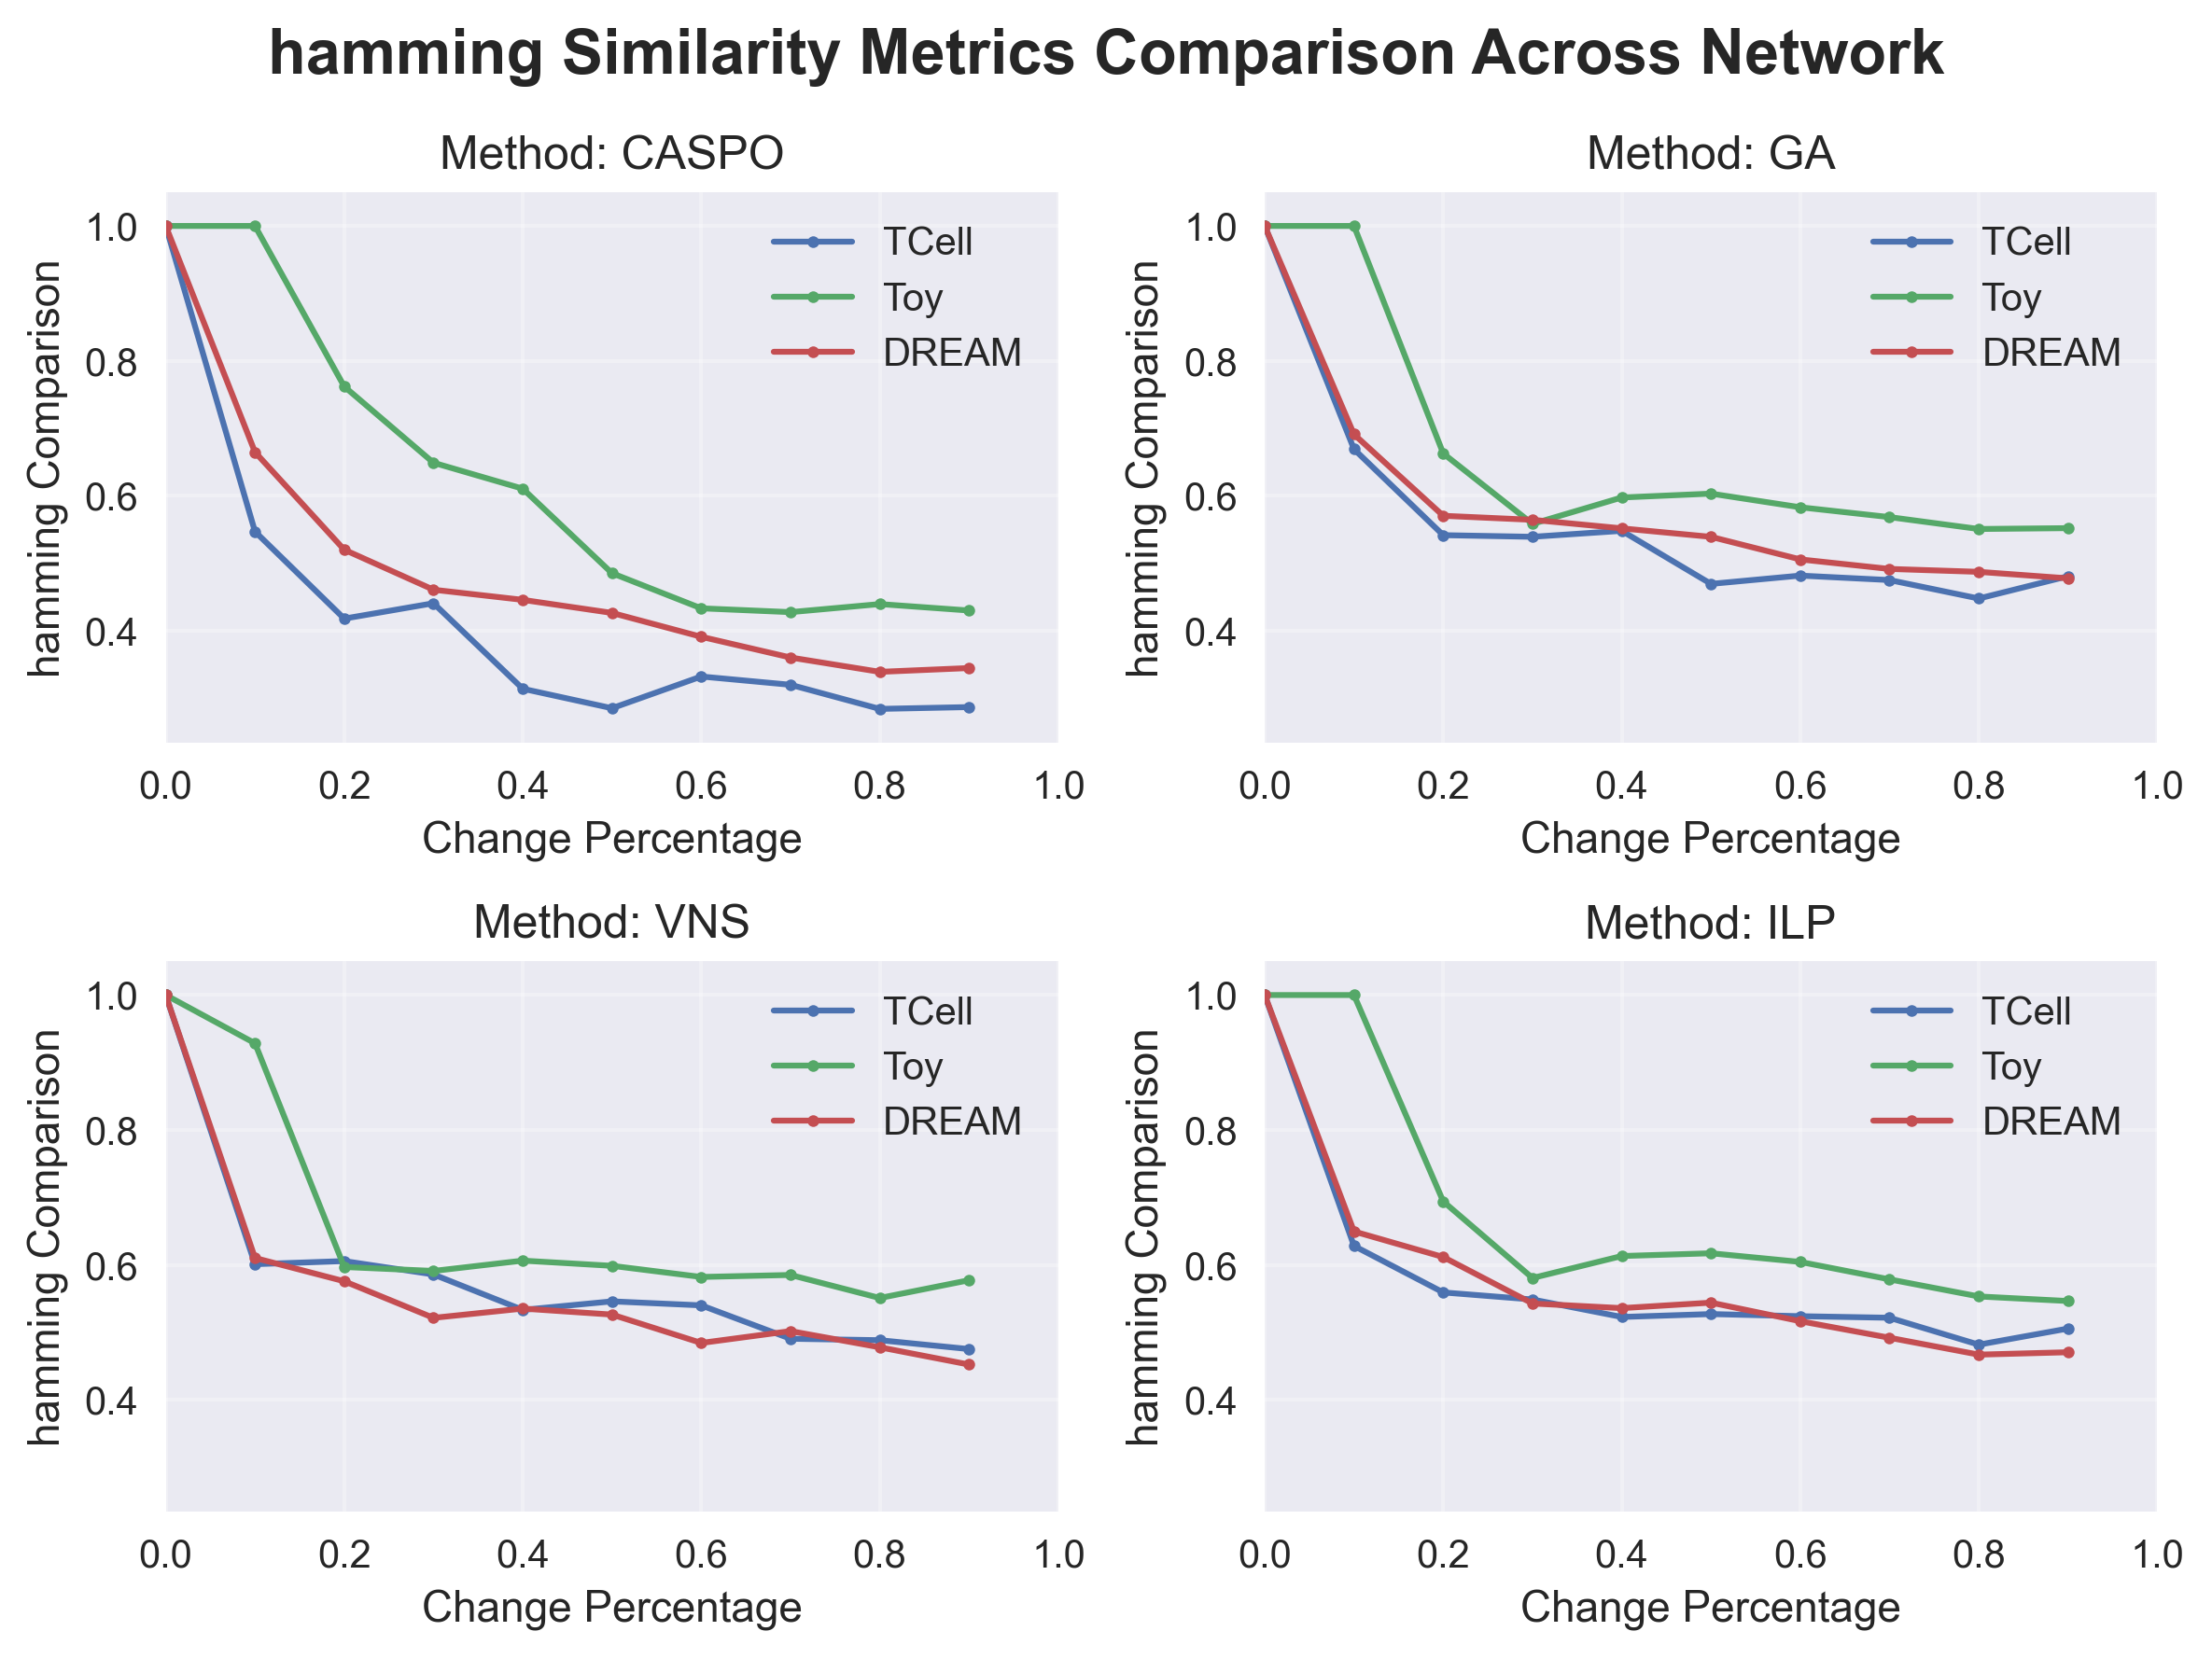 hamming Similarity Metrics Comparison Across Network
Method: CASPO
hamming Comparison
1.0
0.8
0.6
0.4
TCell
Toy
DREAM
0.0 0.2 0.4 0.6 0.8 1.0
Change Percentage
Method: GA
hamming Comparison
1.0
0.8
0.6
0.4
TCell
Toy
DREAM
0.0 0.2 0.4 0.6 0.8 1.0
Change Percentage
Method: VNS
hamming Comparison
1.0
0.8
0.6
0.4
TCell
Toy
DREAM
0.0 0.2 0.4 0.6 0.8 1.0
Change Percentage
Method: ILP
hamming Comparison
1.0
0.8
0.6
0.4
TCell
Toy
DREAM
0.0 0.2 0.4 0.6 0.8 1.0
Change Percentage